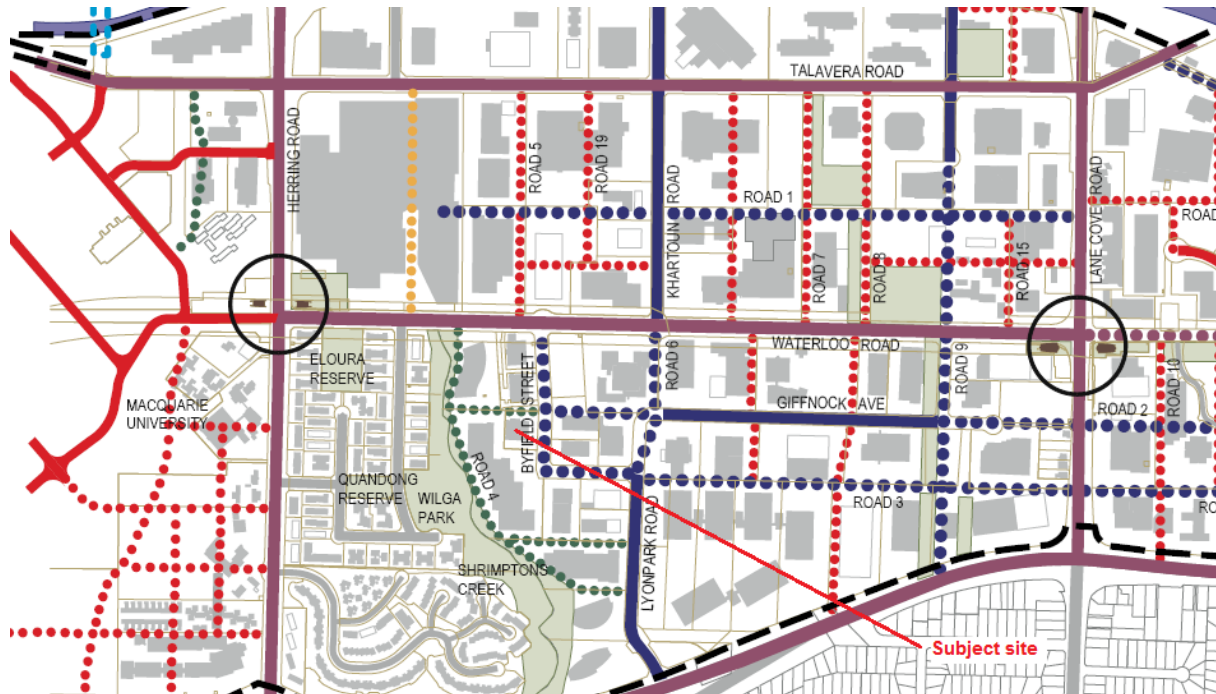 TALAVERA ROAD
HERRING ROAD
ROAD 5
ROAD 19
KHARTOUN ROAD
ROAD 1
ROAD 7
ROAD 8
ROAD 15
LANE COVE ROAD
ROAD
WATERLOO ROAD
ELOURA
RESERVE
BYFIELD STREET
ROAD 6
ROAD 9
ROAD 10
MACQUARIE
UNIVERSITY
GIFFNOCK AVE
ROAD 2
QUANDONG
RESERVE
WILGA
PARK
ROAD 4
LYONPARK ROAD
ROAD 3
RO
SHRIMPTONS
CREEK
Subject site